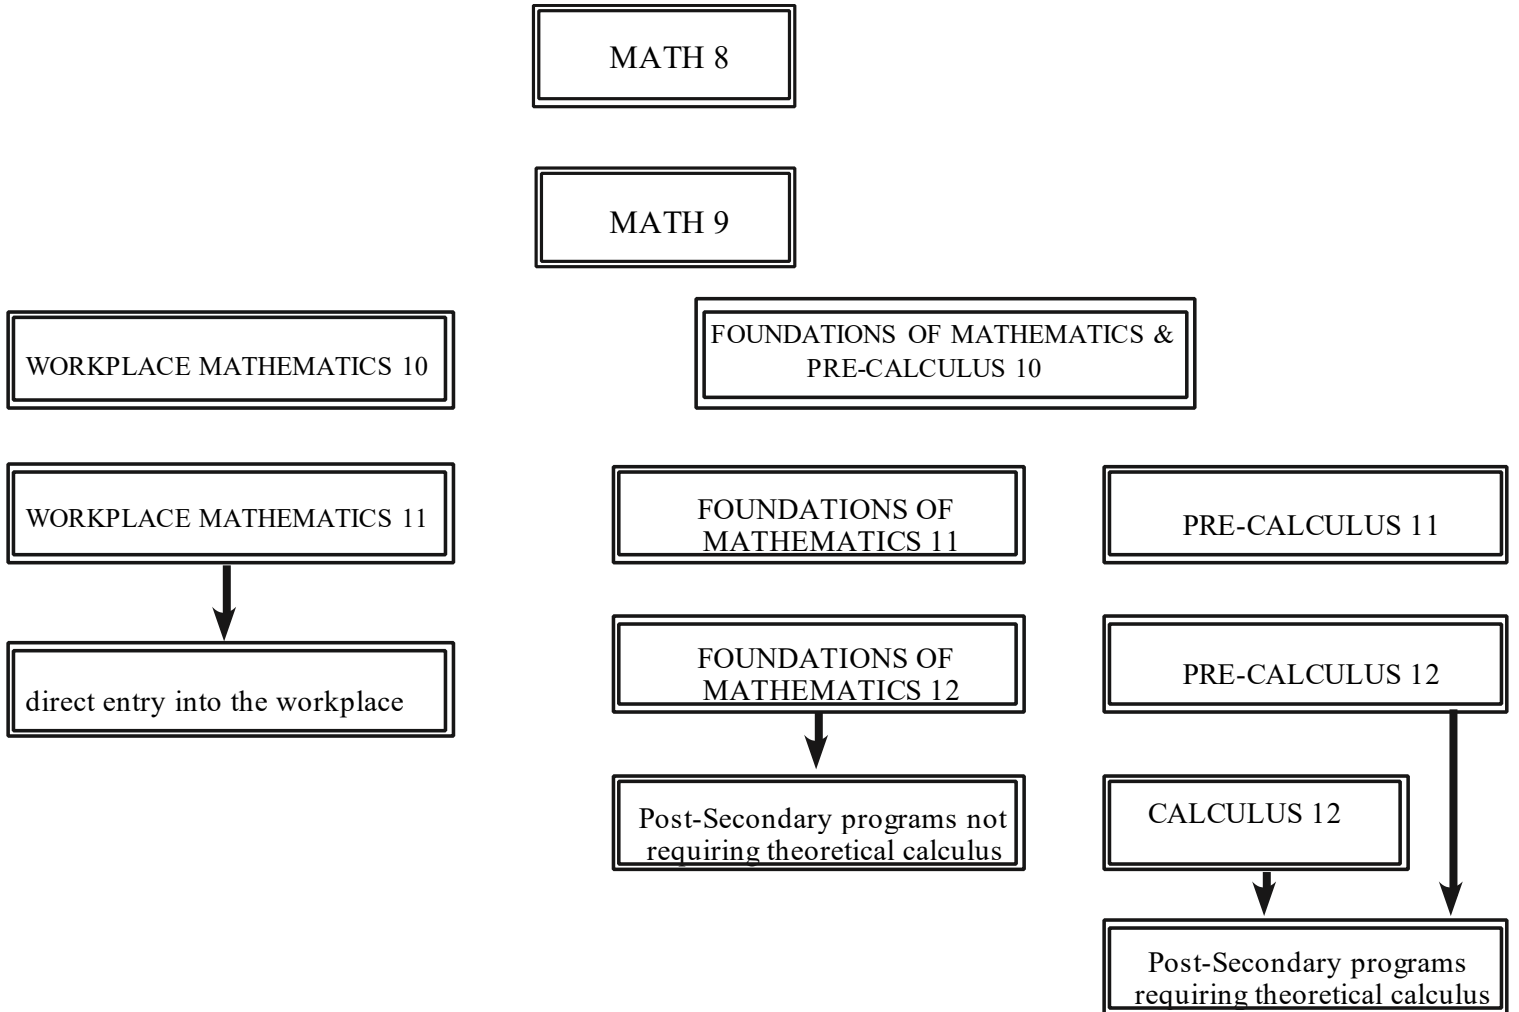 MATH 8
MATH 9
WORKPLACE MATHEMATICS 10
FOUNDATIONS OF MATHEMATICS &
PRE-CALCULUS 10
WORKPLACE MATHEMATICS 11
FOUNDATIONS OF
MATHEMATICS 11
PRE-CALCULUS 11
direct entry into the workplace
FOUNDATIONS OF
MATHEMATICS 12
PRE-CALCULUS 12
Post-Secondary programs not
requiring theoretical calculus
CALCULUS 12
Post-Secondary programs
requiring theoretical calculus